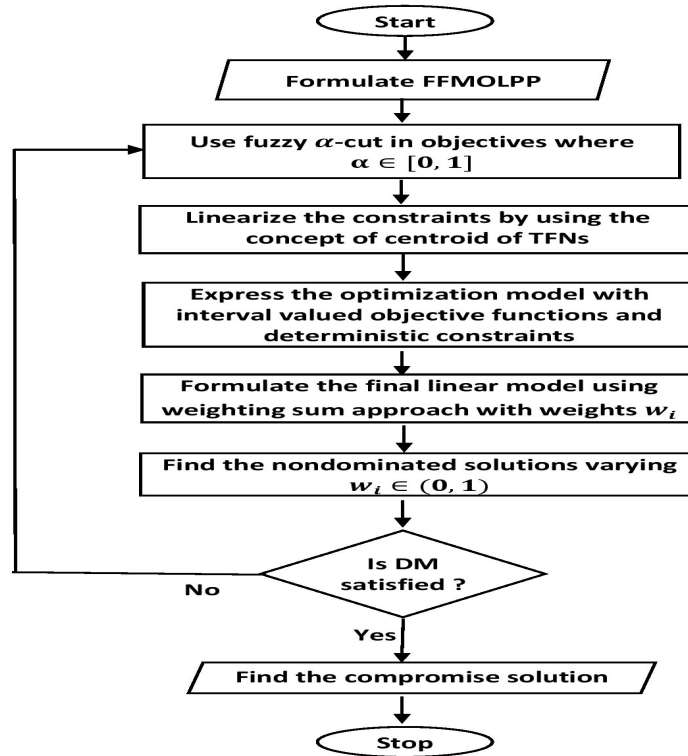 Start
Formulate FFMOLPP
Use fuzzy α-cut in objectives where
α ∈ [0, 1]
Linearize the constraints by using the
concept of centroid of TFNs
Express the optimization model with
interval valued objective functions and
deterministic constraints
Formulate the final linear model using
weighting sum approach with weights wᵢ
Find the nondominated solutions varying
wᵢ ∈ (0, 1)
Is DM
satisfied ?
No
Yes
Find the compromise solution
Stop